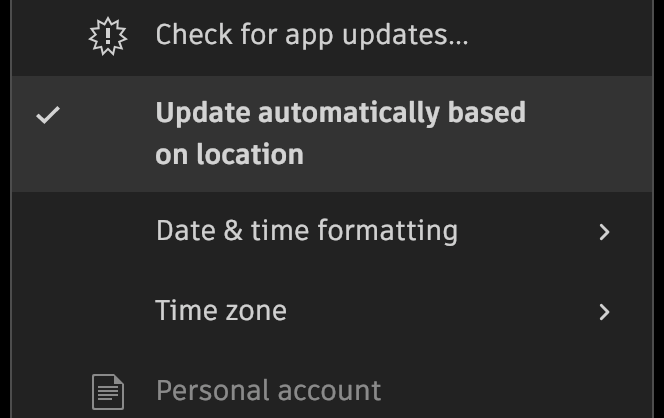 Check for app updates...
Update automatically based
on location
Date & time formatting
Time zone
Personal account